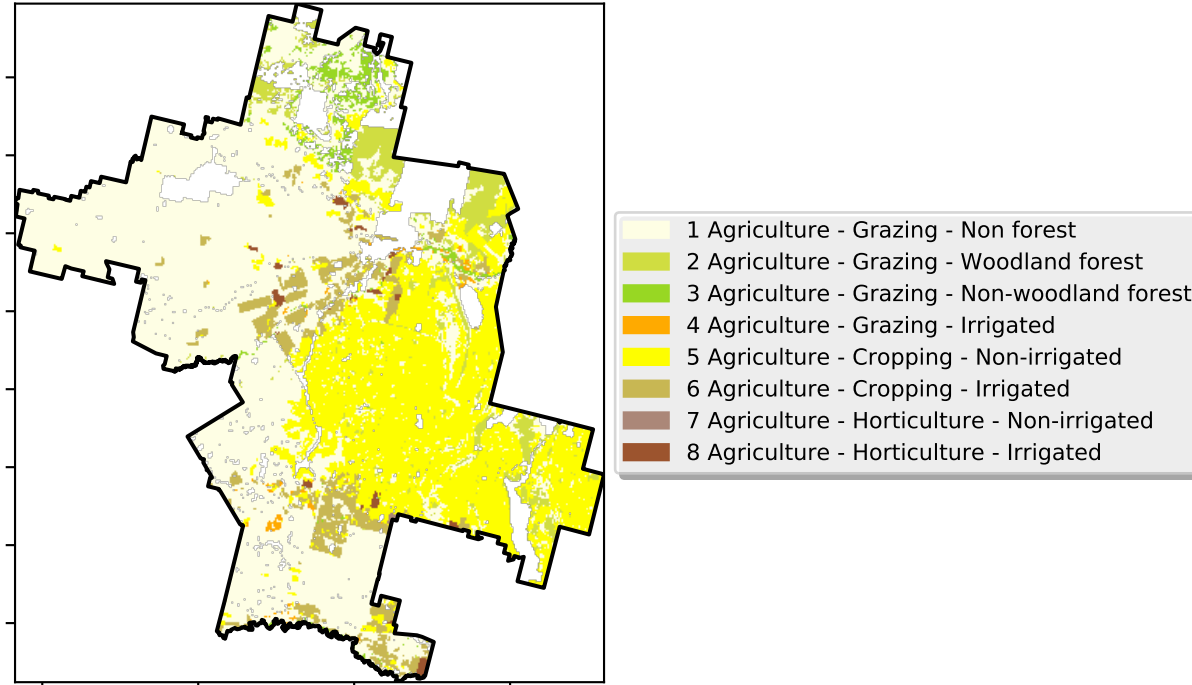 1 Agriculture - Grazing - Non forest
2 Agriculture - Grazing - Woodland forest
3 Agriculture - Grazing - Non-woodland forest
4 Agriculture - Grazing - Irrigated
5 Agriculture - Cropping - Non-irrigated
6 Agriculture - Cropping - Irrigated
7 Agriculture - Horticulture - Non-irrigated
8 Agriculture - Horticulture - Irrigated